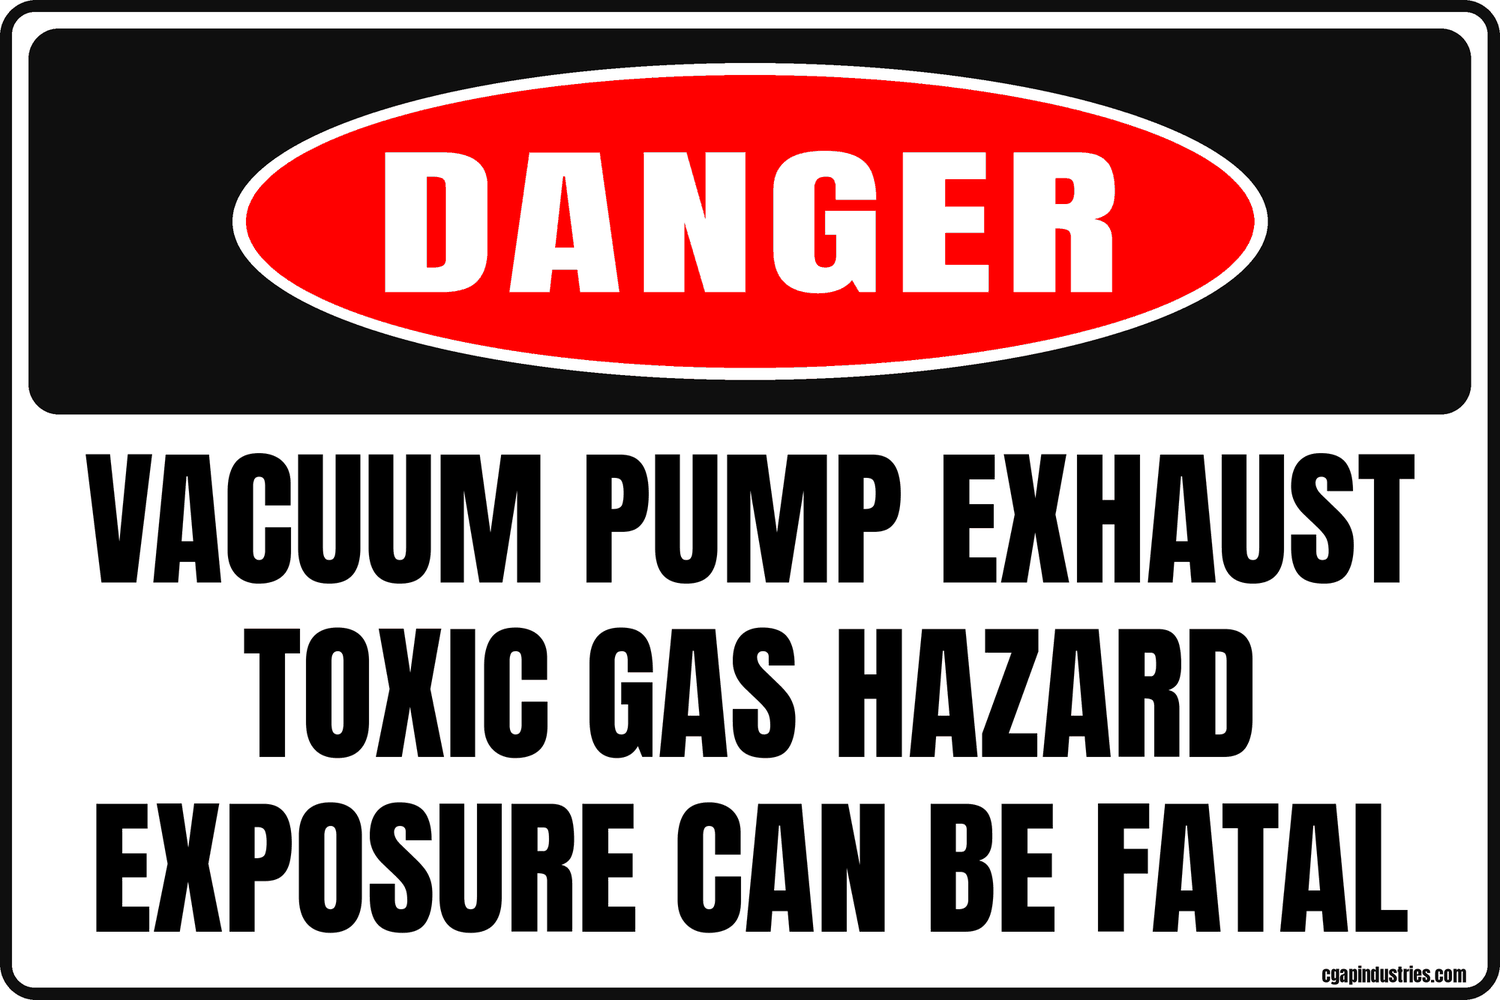 DANGER
VACUUM PUMP EXHAUST
TOXIC GAS HAZARD
EXPOSURE CAN BE FATAL
cgapindustries.com